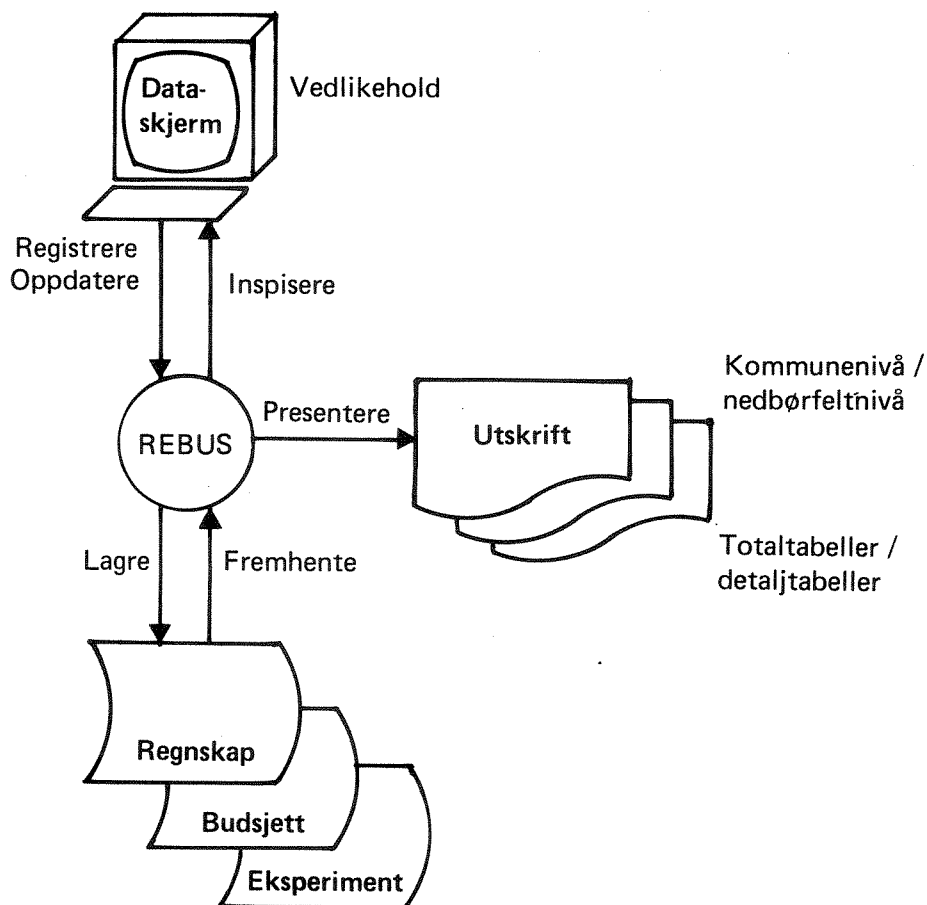 Data-
skjerm
Vedlikehold
Registrere
Oppdatere
Inspisere
REBUS
Presentere
Utskrift
Kommunenivå /
nedbørfeltnivå
Totaltabeller /
detaljtabeller
Lagre
Fremhente
Regnskap
Budsjett
Eksperiment